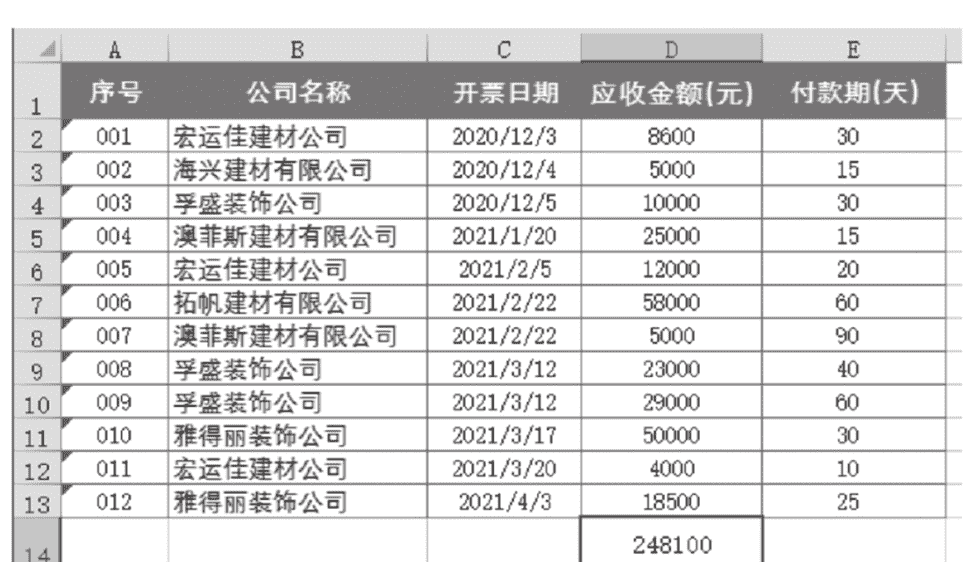 A B C D E
1 序号 公司名称 开票日期 应收金额(元) 付款期(天)
2 001 宏运佳建材公司 2020/12/3 8600 30
3 002 海兴建材有限公司 2020/12/4 5000 15
4 003 孚盛装饰公司 2020/12/5 10000 30
5 004 澳菲斯建材有限公司 2021/1/20 25000 15
6 005 宏运佳建材公司 2021/2/5 12000 20
7 006 拓帆建材有限公司 2021/2/22 58000 60
8 007 澳菲斯建材有限公司 2021/2/22 5000 90
9 008 孚盛装饰公司 2021/3/12 23000 40
10 009 孚盛装饰公司 2021/3/12 29000 60
11 010 雅得丽装饰公司 2021/3/17 50000 30
12 011 宏运佳建材公司 2021/3/20 4000 10
13 012 雅得丽装饰公司 2021/4/3 18500 25
14 248100